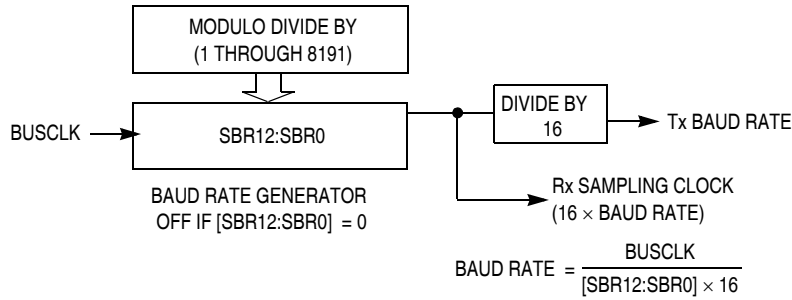 MODULO DIVIDE BY
(1 THROUGH 8191)
BUSCLK
SBR12:SBR0
DIVIDE BY
16
Tx BAUD RATE
BAUD RATE GENERATOR
OFF IF [SBR12:SBR0] = 0
Rx SAMPLING CLOCK
(16 × BAUD RATE)
BAUD RATE =
BUSCLK
[SBR12:SBR0] × 16